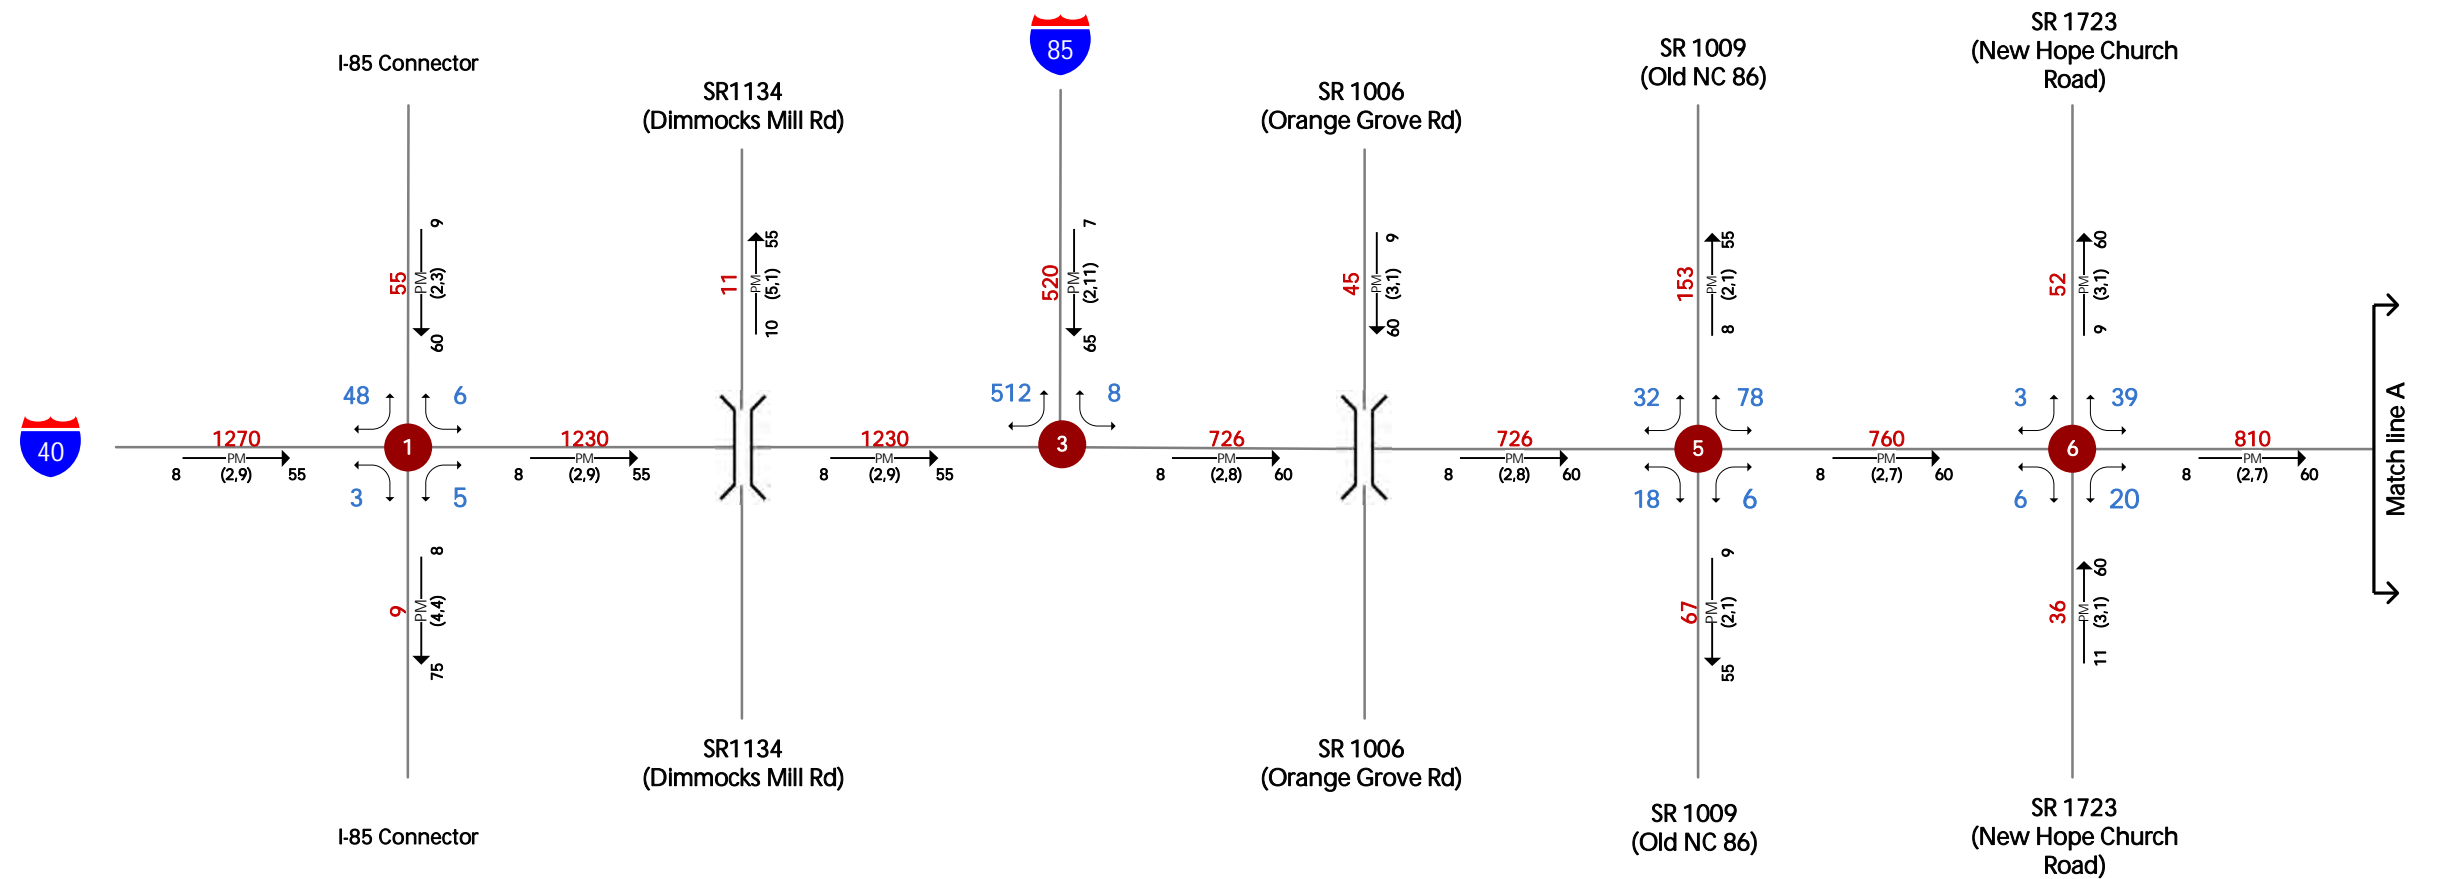 SR 1723
(New Hope Church
Road)
85
SR 1009
(Old NC 86)
I-85 Connector
SR1134
(Dimmocks Mill Rd)
SR 1006
(Orange Grove Rd)
55
PM
(2,3)
9
60
11
PM
(5,1)
55
10
520
PM
(2,11)
7
65
45
PM
(3,1)
9
60
153
PM
(2,1)
55
8
52
PM
(3,1)
60
9
48
6
512
8
32
78
3
39
40
1270
PM
8
(2,9)
55
1
1230
PM
8
(2,9)
55
1230
PM
8
(2,9)
55
3
726
PM
8
(2,8)
60
726
PM
8
(2,8)
60
5
760
PM
8
(2,7)
60
6
810
PM
8
(2,7)
60
Match line A
3
5
18
6
6
20
9
PM
(4,4)
8
75
67
PM
(2,1)
9
55
36
PM
(3,1)
60
11
I-85 Connector
SR1134
(Dimmocks Mill Rd)
SR 1006
(Orange Grove Rd)
SR 1009
(Old NC 86)
SR 1723
(New Hope Church
Road)